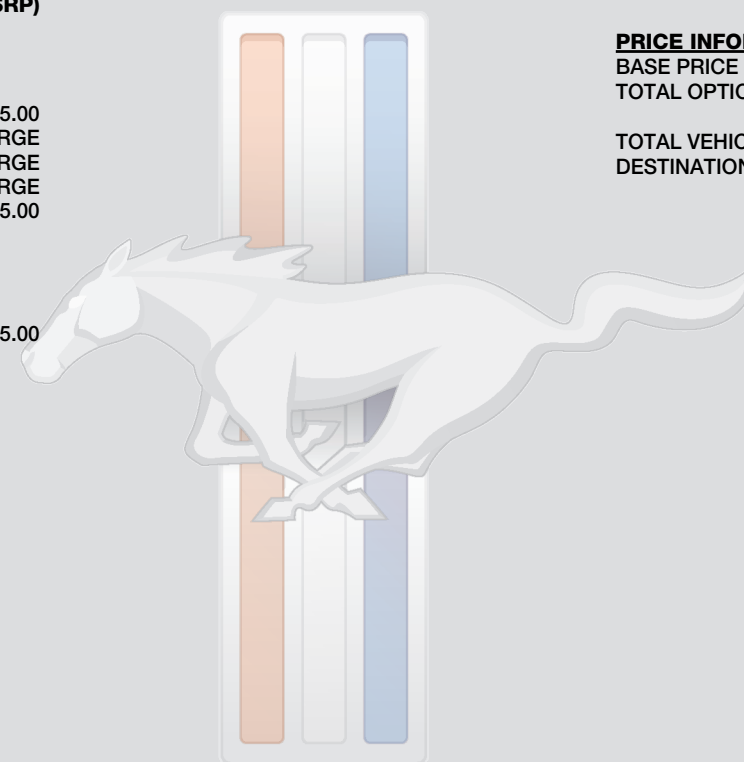 SRP)
5.00
RGE
RGE
RGE
5.00
5.00
PRICE INFO
BASE PRICE
TOTAL OPTIO
TOTAL VEHIC
DESTINATION